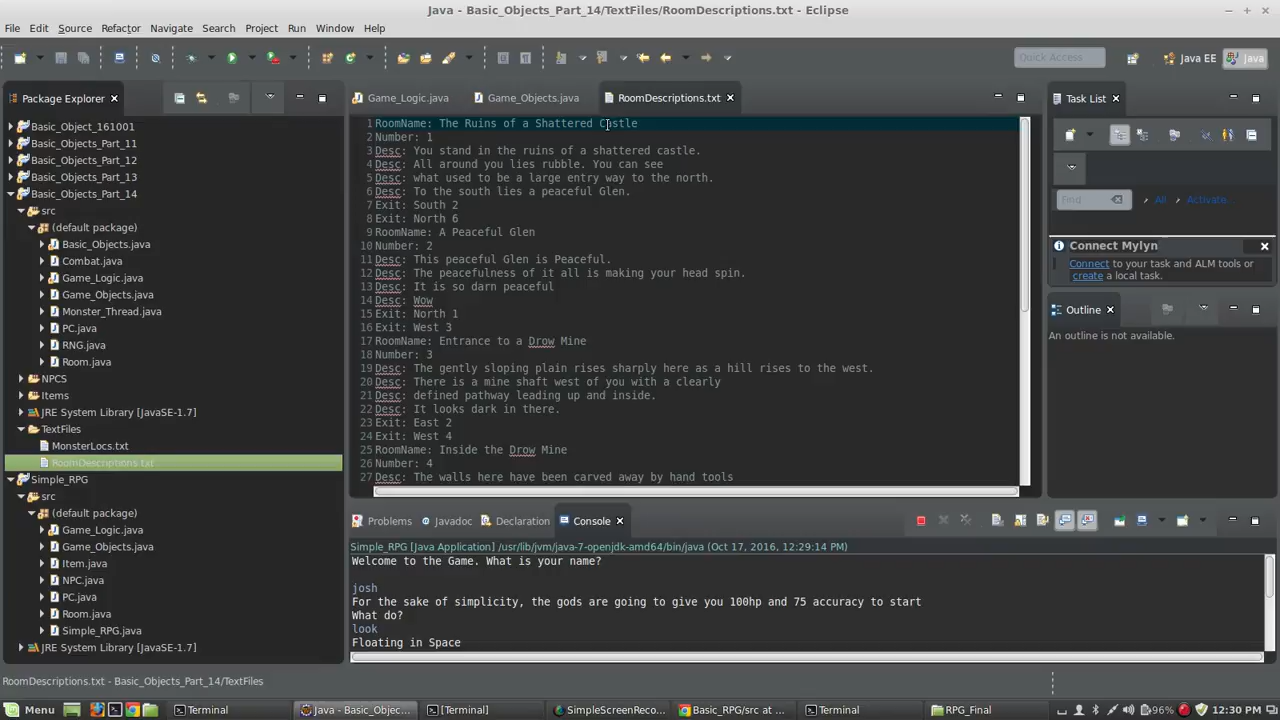 Java - Basic_Objects_Part_14/TextFiles/RoomDescriptions.txt - Eclipse
File Edit Source Refactor Navigate Search Project Run Window Help
Quick Access Java EE Java
Package Explorer
Game_Logic.java Game_Objects.java RoomDescriptions.txt
Task List
Basic_Object_161001
Basic_Objects_Part_11
Basic_Objects_Part_12
Basic_Objects_Part_13
Basic_Objects_Part_14
src
(default package)
Basic_Objects.java
Combat.java
Game_Logic.java
Game_Objects.java
Monster_Thread.java
PC.java
RNG.java
Room.java
NPCS
Items
JRE System Library [JavaSE-1.7]
TextFiles
MonsterLocs.txt
RoomDescriptions.txt
Simple_RPG
src
(default package)
Game_Logic.java
Game_Objects.java
Item.java
NPC.java
PC.java
Room.java
Simple_RPG.java
JRE System Library [JavaSE-1.7]
1 RoomName: The Ruins of a Shattered Castle
2 Number: 1
3 Desc: You stand in the ruins of a shattered castle.
4 Desc: All around you lies rubble. You can see
5 Desc: what used to be a large entry way to the north.
6 Desc: To the south lies a peaceful Glen.
7 Exit: South 2
8 Exit: North 6
9 RoomName: A Peaceful Glen
10 Number: 2
11 Desc: This peaceful Glen is Peaceful.
12 Desc: The peacefulness of it all is making your head spin.
13 Desc: It is so darn peaceful
14 Desc: Wow
15 Exit: North 1
16 Exit: West 3
17 RoomName: Entrance to a Drow Mine
18 Number: 3
19 Desc: The gently sloping plain rises sharply here as a hill rises to the west.
20 Desc: There is a mine shaft west of you with a clearly
21 Desc: defined pathway leading up and inside.
22 Desc: It looks dark in there.
23 Exit: East 2
24 Exit: West 4
25 RoomName: Inside the Drow Mine
26 Number: 4
27 Desc: The walls here have been carved away by hand tools
Find All Activate...
Connect Mylyn
Connect to your task and ALM tools or
create a local task.
Outline
An outline is not available.
Problems Javadoc Declaration Console
Simple_RPG [Java Application] /usr/lib/jvm/java-7-openjdk-amd64/bin/java (Oct 17, 2016, 12:29:14 PM)
Welcome to the Game. What is your name?
josh
For the sake of simplicity, the gods are going to give you 100hp and 75 accuracy to start
What do?
look
Floating in Space
RoomDescriptions.txt - Basic_Objects_Part_14/TextFiles
Menu Terminal Java - Basic_Objec... [Terminal] SimpleScreenReco... Basic_RPG/src at ... Terminal RPG_Final 96% 12:30 PM